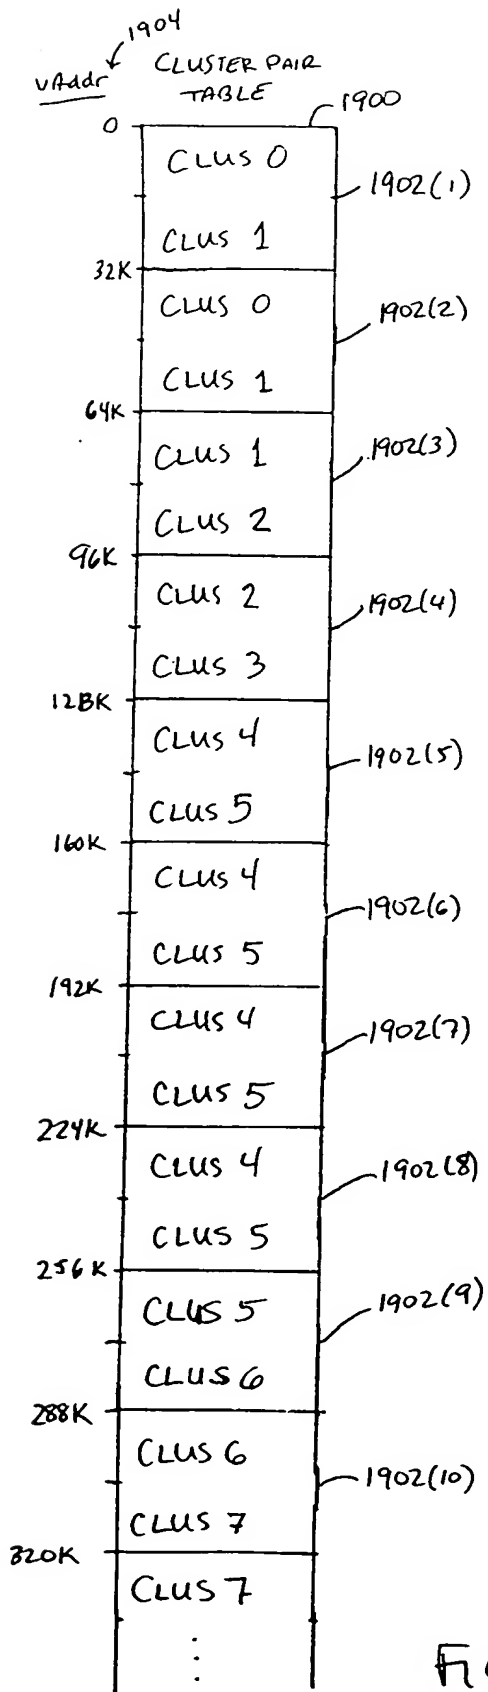 1904
vAddr
CLUSTER PAIR
TABLE
1900
0
CLUS 0
1902(1)
CLUS 1
32K
CLUS 0
1902(2)
CLUS 1
64K
CLUS 1
1902(3)
CLUS 2
96K
CLUS 2
1902(4)
CLUS 3
128K
CLUS 4
1902(5)
CLUS 5
160K
CLUS 4
1902(6)
CLUS 5
192K
CLUS 4
1902(7)
CLUS 5
224K
CLUS 4
1902(8)
CLUS 5
256K
CLUS 5
1902(9)
CLUS 6
288K
CLUS 6
1902(10)
CLUS 7
320K
CLUS 7